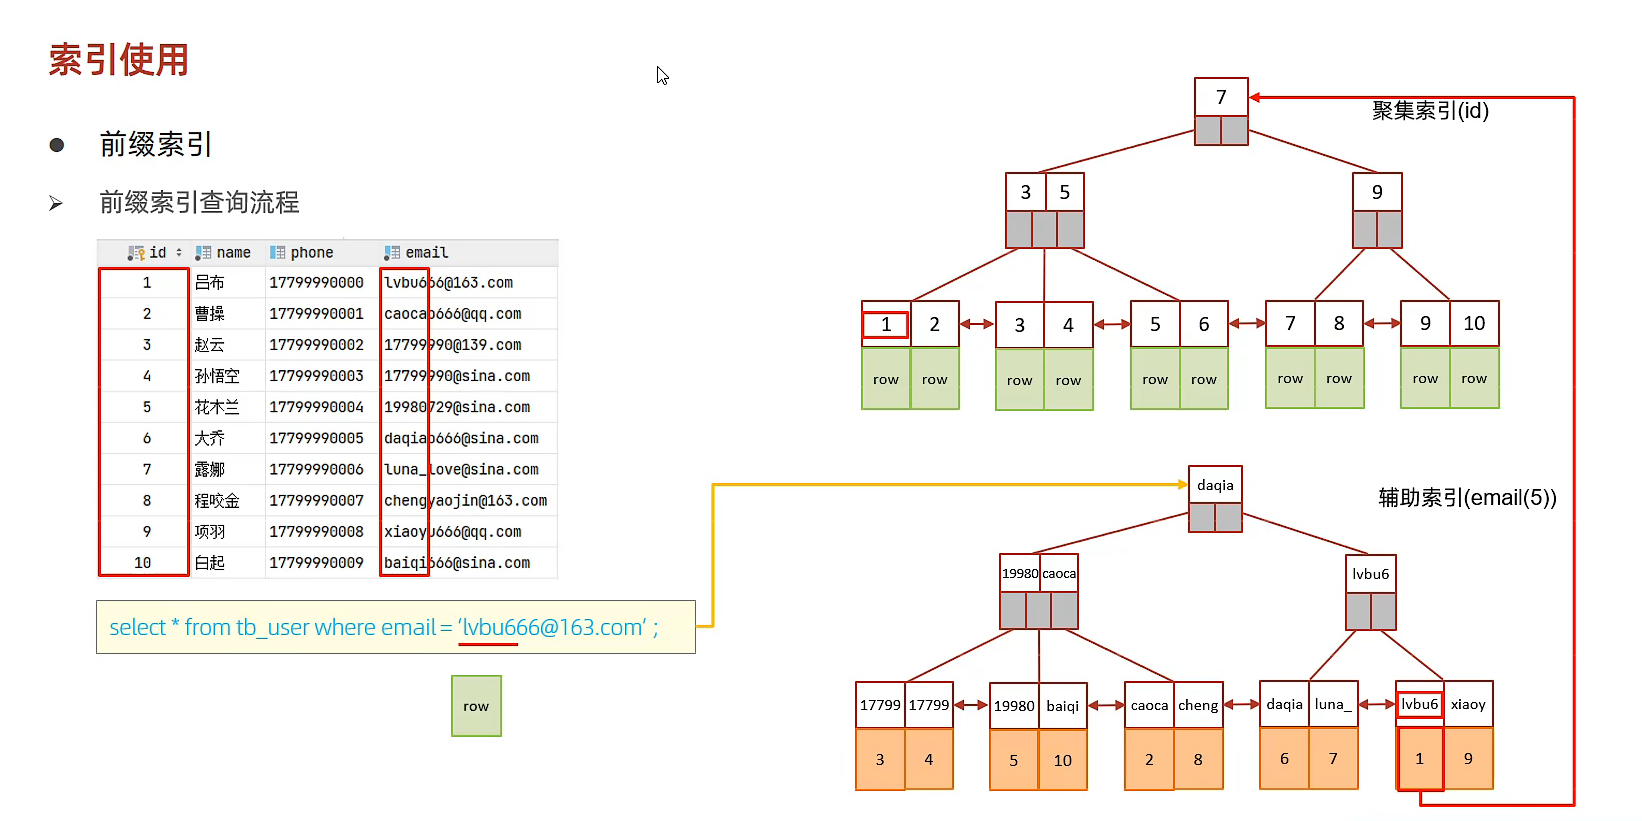 索引使用
前缀索引
前缀索引查询流程
id name phone email
1 吕布 17799990000 lvbu666@163.com
2 曹操 17799990001 caocao666@qq.com
3 赵云 17799990002 17799990@139.com
4 孙悟空 17799990003 17799990@sina.com
5 花木兰 17799990004 19980729@sina.com
6 大乔 17799990005 daqiao666@sina.com
7 露娜 17799990006 luna_love@sina.com
8 程咬金 17799990007 chengyaojin@163.com
9 项羽 17799990008 xiaoyu666@qq.com
10 白起 17799990009 baiqi666@sina.com
select * from tb_user where email = ‘lvbu666@163.com‘ ;
row
聚集索引(id)
7
3 5 9
1 2 3 4 5 6 7 8 9 10
row row row row row row row row row row
辅助索引(email(5))
daqia
19980 caoca lvbu6
17799 17799 19980 baiqi caoca cheng daqia luna_ lvbu6 xiaoy
3 4 5 10 2 8 6 7 1 9